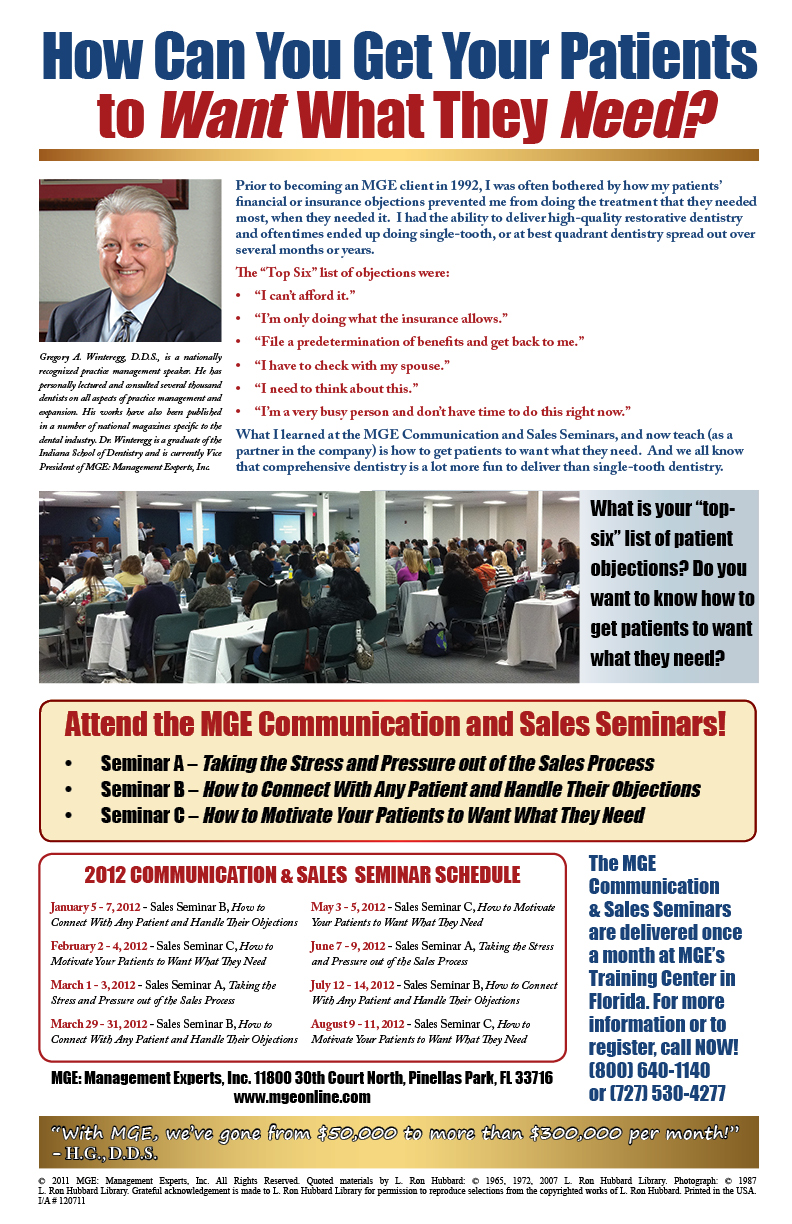 How Can You Get Your Patients
to Want What They Need?
Prior to becoming an MGE client in 1992, I was often bothered by how my patients’
financial or insurance objections prevented me from doing the treatment that they needed
most, when they needed it.  I had the ability to deliver high-quality restorative dentistry
and oftentimes ended up doing single-tooth, or at best quadrant dentistry spread out over
several months or years.
The “Top Six” list of objections were:
• “I can’t afford it.”
• “I’m only doing what the insurance allows.”
• “File a predetermination of benefits and get back to me.”
• “I have to check with my spouse.”
• “I need to think about this.”
• “I’m a very busy person and don’t have time to do this right now.”
What I learned at the MGE Communication and Sales Seminars, and now teach (as a
partner in the company) is how to get patients to want what they need.  And we all know
that comprehensive dentistry is a lot more fun to deliver than single-tooth dentistry.
Gregory A. Winteregg, D.D.S., is a nationally
recognized practice management speaker. He has
personally lectured and consulted several thousand
dentists on all aspects of practice management and
expansion. His works have also been published
in a number of national magazines specific to the
dental industry. Dr. Winteregg is a graduate of the
Indiana School of Dentistry and is currently Vice
President of MGE: Management Experts, Inc.
What is your “top-
six” list of patient
objections? Do you
want to know how to
get patients to want
what they need?
Attend the MGE Communication and Sales Seminars!
• Seminar A – Taking the Stress and Pressure out of the Sales Process
• Seminar B – How to Connect With Any Patient and Handle Their Objections
• Seminar C – How to Motivate Your Patients to Want What They Need
2012 COMMUNICATION & SALES  SEMINAR SCHEDULE
January 5 - 7, 2012 - Sales Seminar B, How to
Connect With Any Patient and Handle Their Objections
February 2 - 4, 2012 - Sales Seminar C, How to
Motivate Your Patients to Want What They Need
March 1 - 3, 2012 - Sales Seminar A, Taking the
Stress and Pressure out of the Sales Process
March 29 - 31, 2012 - Sales Seminar B, How to
Connect With Any Patient and Handle Their Objections
May 3 - 5, 2012 - Sales Seminar C, How to Motivate
Your Patients to Want What They Need
June 7 - 9, 2012 - Sales Seminar A, Taking the Stress
and Pressure out of the Sales Process
July 12 - 14, 2012 - Sales Seminar B, How to Connect
With Any Patient and Handle Their Objections
August 9 - 11, 2012 - Sales Seminar C, How to
Motivate Your Patients to Want What They Need
The MGE
Communication
& Sales Seminars
are delivered once
a month at MGE’s
Training Center in
Florida. For more
information or to
register, call NOW!
(800) 640-1140
or (727) 530-4277
MGE: Management Experts, Inc. 11800 30th Court North, Pinellas Park, FL 33716
www.mgeonline.com
“With MGE, we’ve gone from $50,000 to more than $300,000 per month!”
– H.G., D.D.S.
© 2011 MGE: Management Experts, Inc. All Rights Reserved. Quoted materials by L. Ron Hubbard: © 1965, 1972, 2007 L. Ron Hubbard Library. Photograph: © 1987
L. Ron Hubbard Library. Grateful acknowledgement is made to L. Ron Hubbard Library for permission to reproduce selections from the copyrighted works of L. Ron Hubbard. Printed in the USA.
I/A # 120711